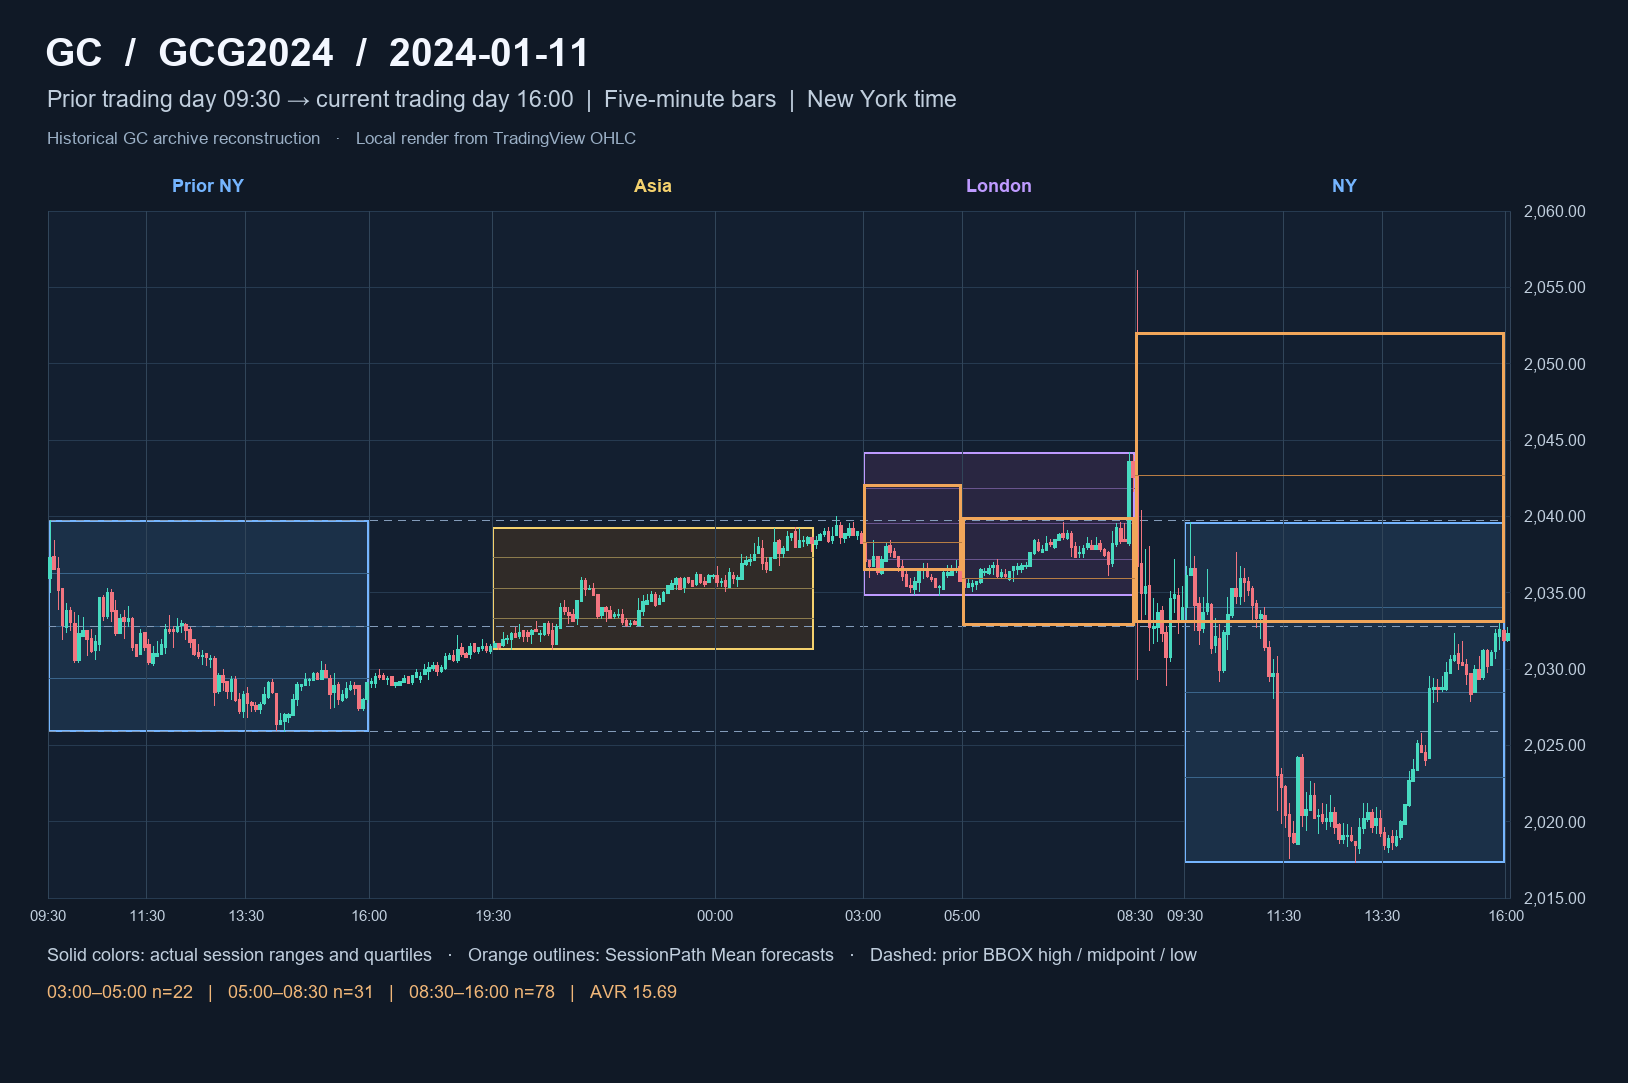 GC / GCG2024 / 2024-01-11
Prior trading day 09:30 → current trading day 16:00 | Five-minute bars | New York time
Historical GC archive reconstruction · Local render from TradingView OHLC
Prior NY Asia London NY
2,060.00
2,055.00
2,050.00
2,045.00
2,040.00
2,035.00
2,030.00
2,025.00
2,020.00
2,015.00
09:30 11:30 13:30 16:00 19:30 00:00 03:00 05:00 08:30 09:30 11:30 13:30 16:00
Solid colors: actual session ranges and quartiles · Orange outlines: SessionPath Mean forecasts · Dashed: prior BBOX high / midpoint / low
03:00–05:00 n=22 | 05:00–08:30 n=31 | 08:30–16:00 n=78 | AVR 15.69